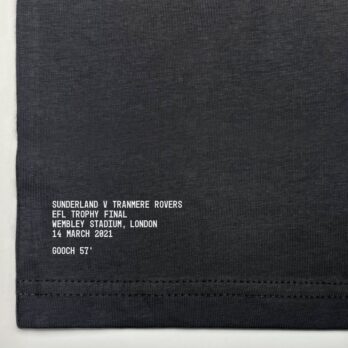 SUNDERLAND V TRANMERE ROVERS
EFL TROPHY FINAL
WEMBLEY STADIUM, LONDON
14 MARCH 2021
GOOCH 57'